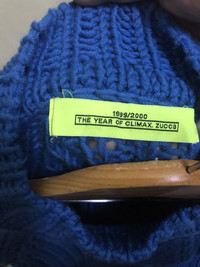 1999/2000
THE YEAR OF CLIMAX. ZUCCa